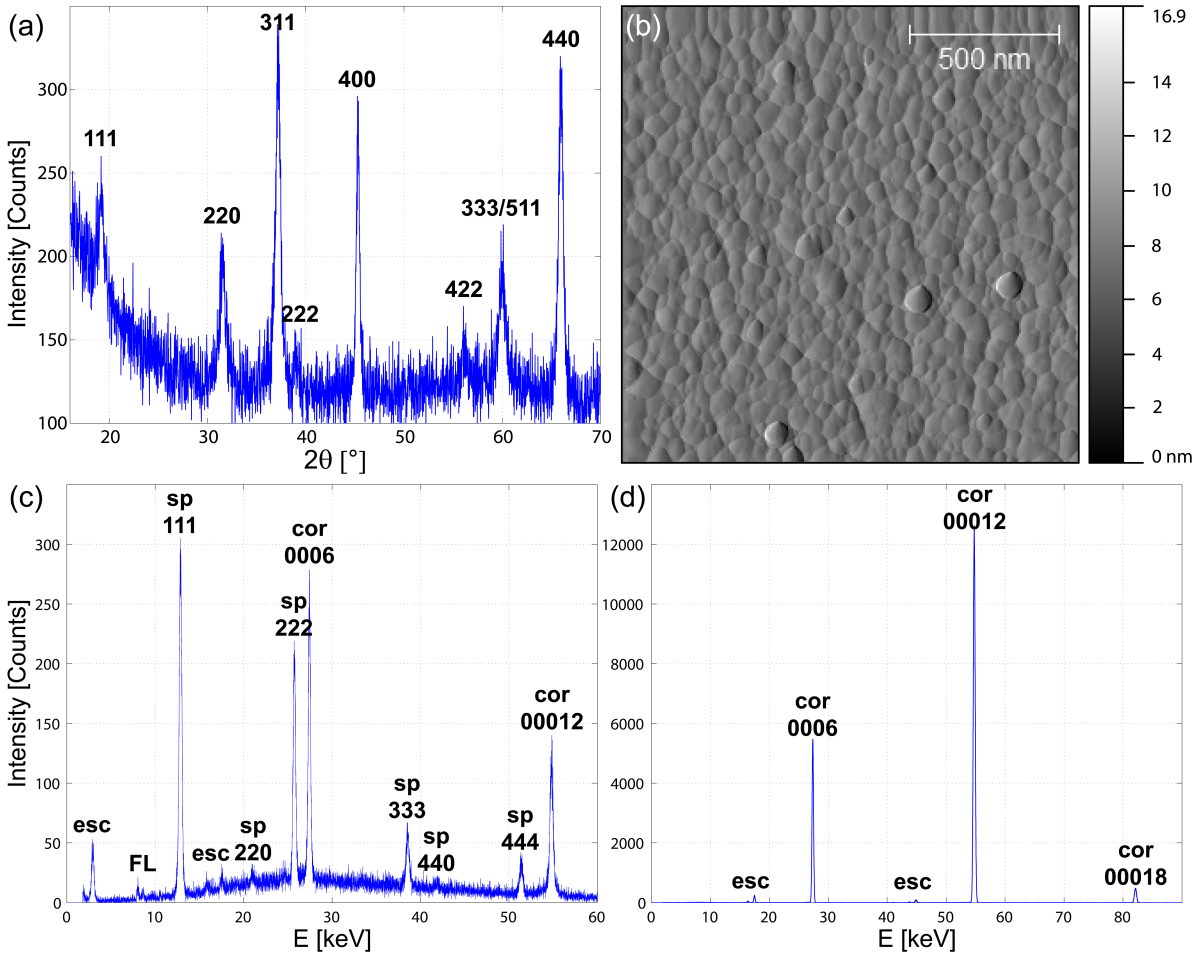 (a)
311
440
400
111
220
333/511
422
222
Intensity [Counts]
300
250
200
150
100
20
30
40
50
60
70
2θ [°]
(b)
500 nm
16.9
14
12
10
8
6
4
2
0 nm
(c)
sp
111
cor
0006
sp
222
cor
00012
esc
FL
esc
sp
220
sp
333
sp
440
sp
444
Intensity [Counts]
300
250
200
150
100
50
0
0
10
20
30
40
50
60
E [keV]
(d)
cor
00012
cor
0006
esc
esc
cor
00018
12000
10000
8000
6000
4000
2000
0
0
10
20
30
40
50
60
70
80
E [keV]